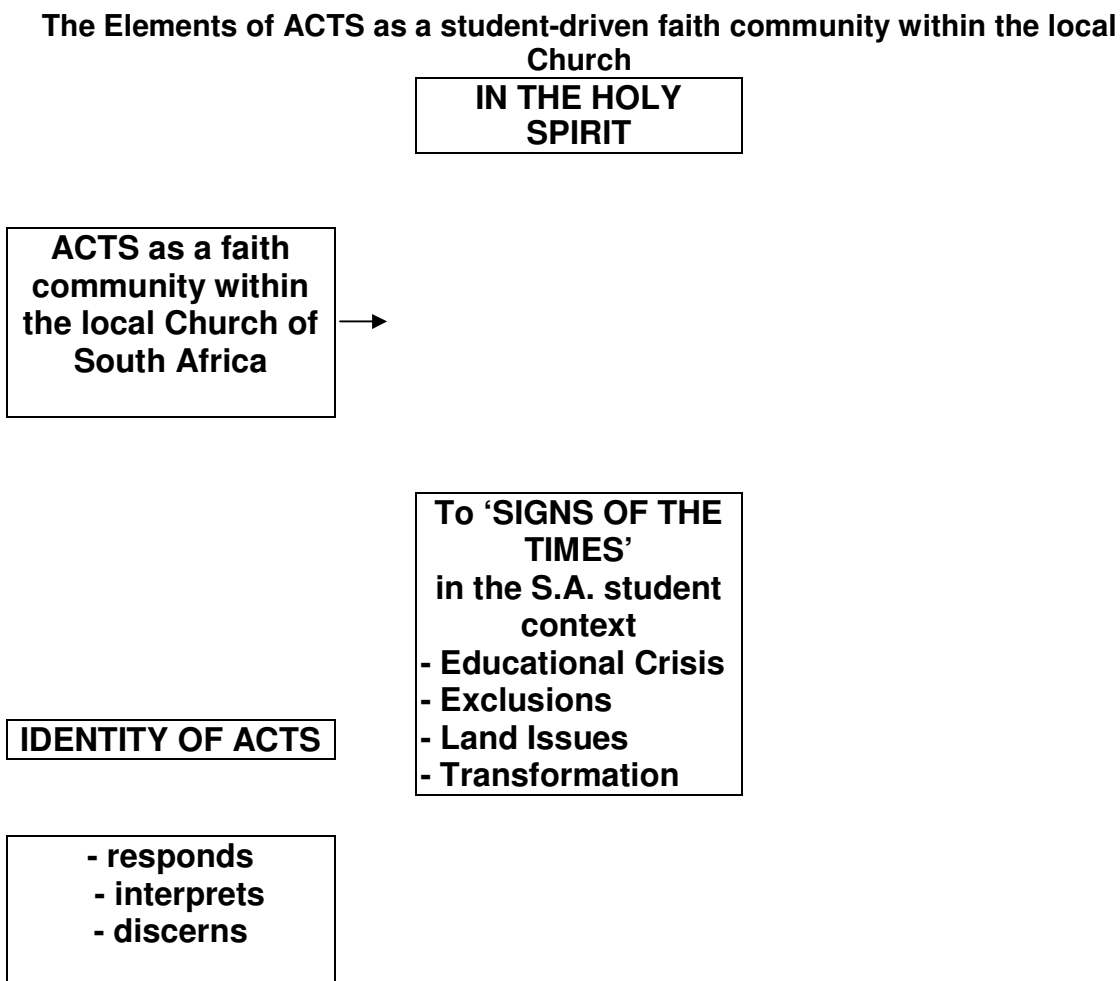 The Elements of ACTS as a student-driven faith community within the local
Church
IN THE HOLY
SPIRIT
ACTS as a faith
community within
the local Church of
South Africa
To ‘SIGNS OF THE
TIMES’
in the S.A. student
context
- Educational Crisis
- Exclusions
- Land Issues
- Transformation
IDENTITY OF ACTS
- responds
- interprets
- discerns